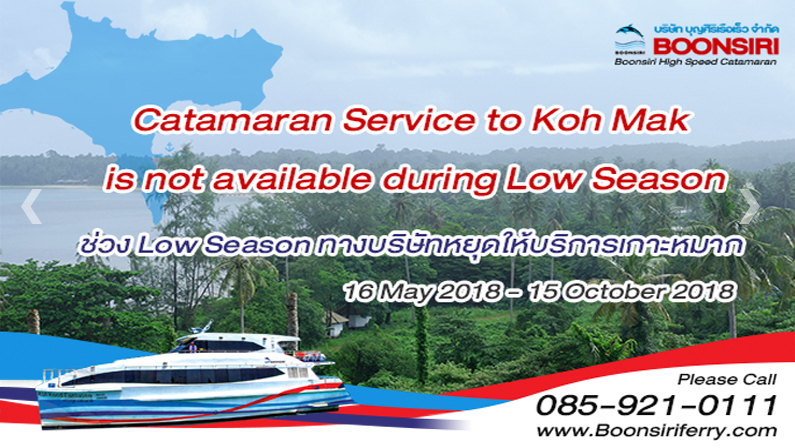 บริษัท บุญศิริเรือเร็ว จำกัด
BOONSIRI
BOONSIRI
Boonsiri High Speed Catamaran
Catamaran Service to Koh Mak
is not available during Low Season
ช่วง Low Season ทางบริษัทหยุดให้บริการเกาะหมาก
16 May 2018 - 15 October 2018
Please Call
085-921-0111
www.Boonsiriferry.com